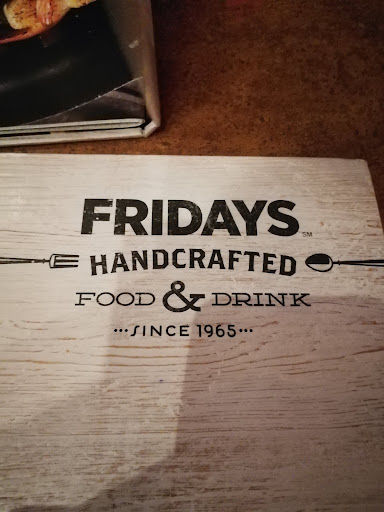 FRIDAYS℠
HANDCRAFTED
FOOD & DRINK
•••SINCE 1965•••